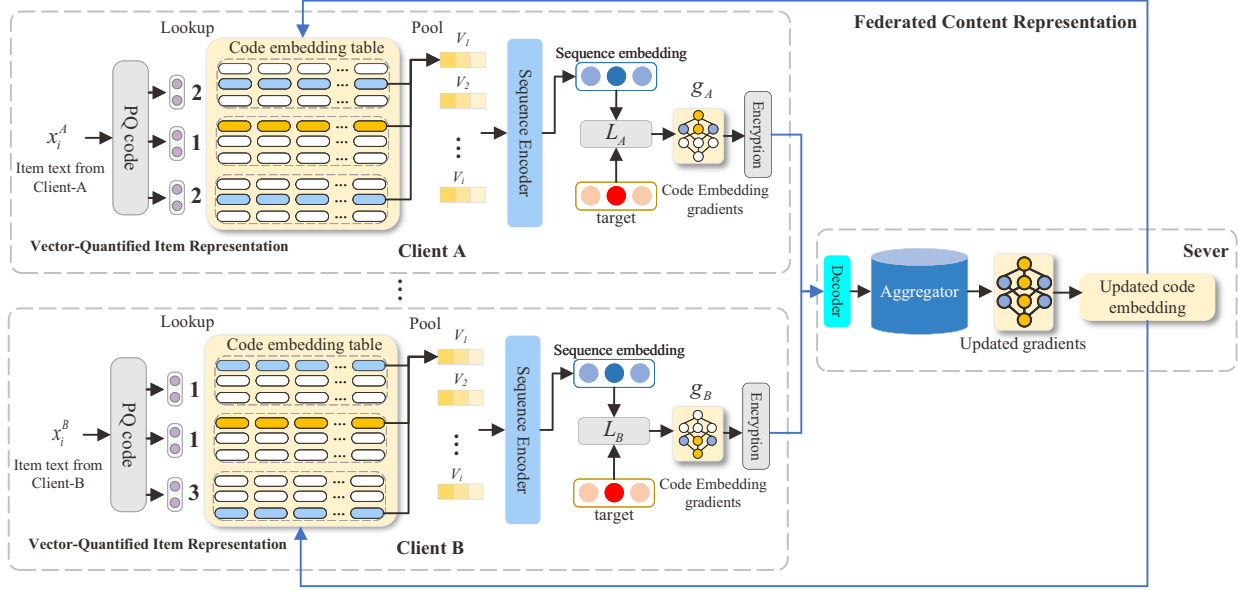 Federated Content Representation
Lookup
Code embedding table
Pool
V1
Sequence embedding
PQ code
2
V2
Sequence Encoder
gA
Encryption
xiA
1
...
LA
Item text from
Client-A
2
Vi
target
Code Embedding
gradients
Vector-Quantified Item Representation
Client A
Sever
Decoder
Aggregator
Updated code
embedding
Updated gradients
Lookup
Code embedding table
Pool
V1
Sequence embedding
PQ code
1
V2
Sequence Encoder
gB
Encryption
xiB
1
...
LB
Item text from
Client-B
3
Vi
target
Code Embedding
gradients
Vector-Quantified Item Representation
Client B